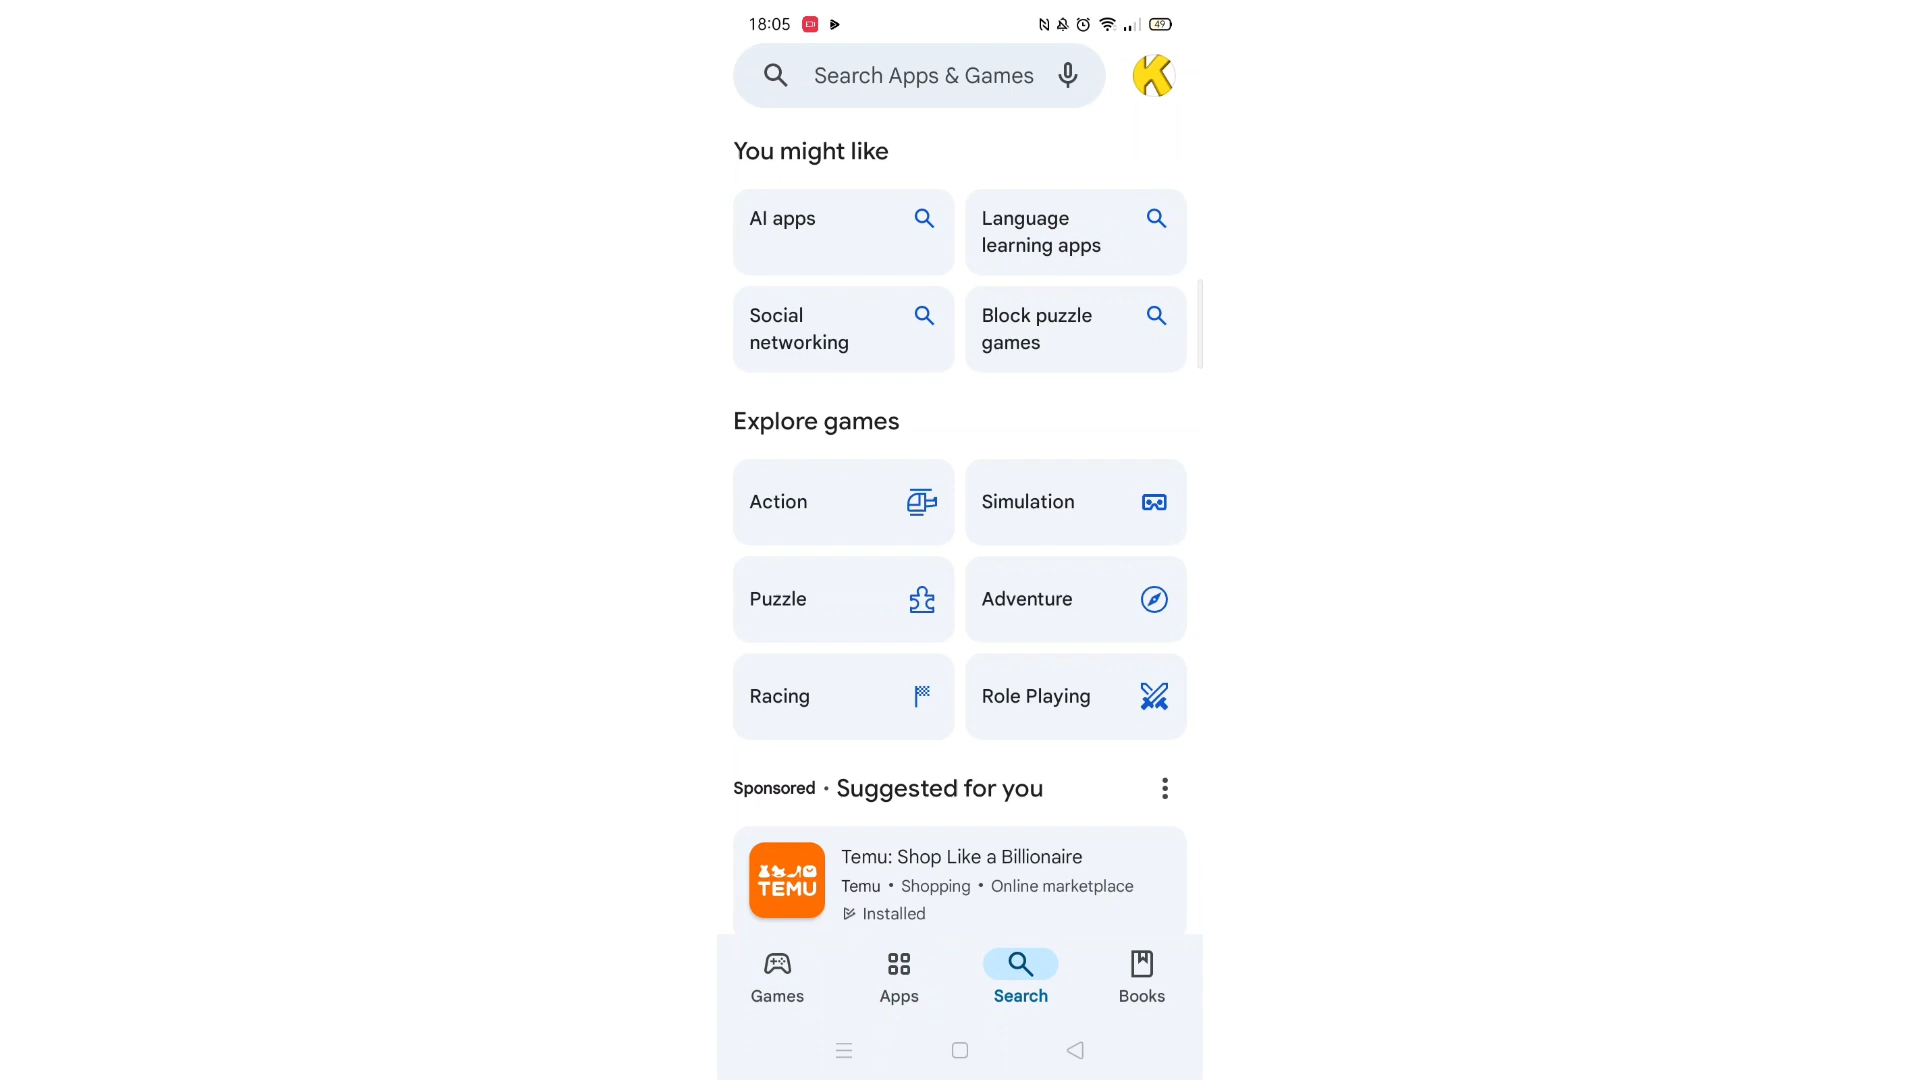 18:05
49
Search Apps & Games
You might like
AI apps
Language
learning apps
Social
networking
Block puzzle
games
Explore games
Action
Simulation
Puzzle
Adventure
Racing
Role Playing
Sponsored • Suggested for you
TEMU
Temu: Shop Like a Billionaire
Temu • Shopping • Online marketplace
Installed
Games
Apps
Search
Books